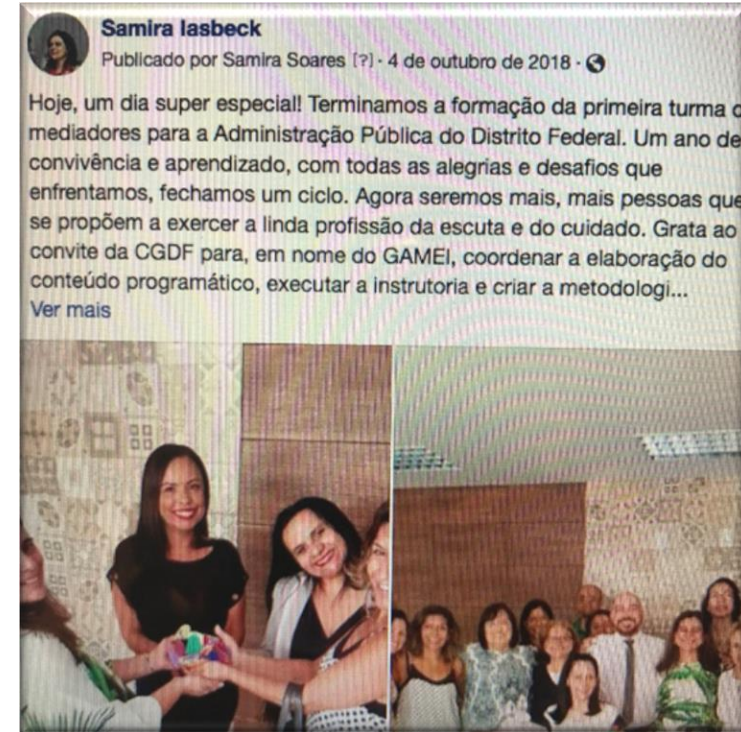 Samira Iasbeck
Publicado por Samira Soares [?] · 4 de outubro de 2018 ·
Hoje, um dia super especial! Terminamos a formação da primeira turma
mediadores para a Administração Pública do Distrito Federal. Um ano de
convivência e aprendizado, com todas as alegrias e desafios que
enfrentamos, fechamos um ciclo. Agora seremos mais, mais pessoas que
se propõem a exercer a linda profissão da escuta e do cuidado. Grata ao
convite da CGDF para, em nome do GAMEI, coordenar a elaboração do
conteúdo programático, executar a instrutoria e criar a metodologi...
Ver mais